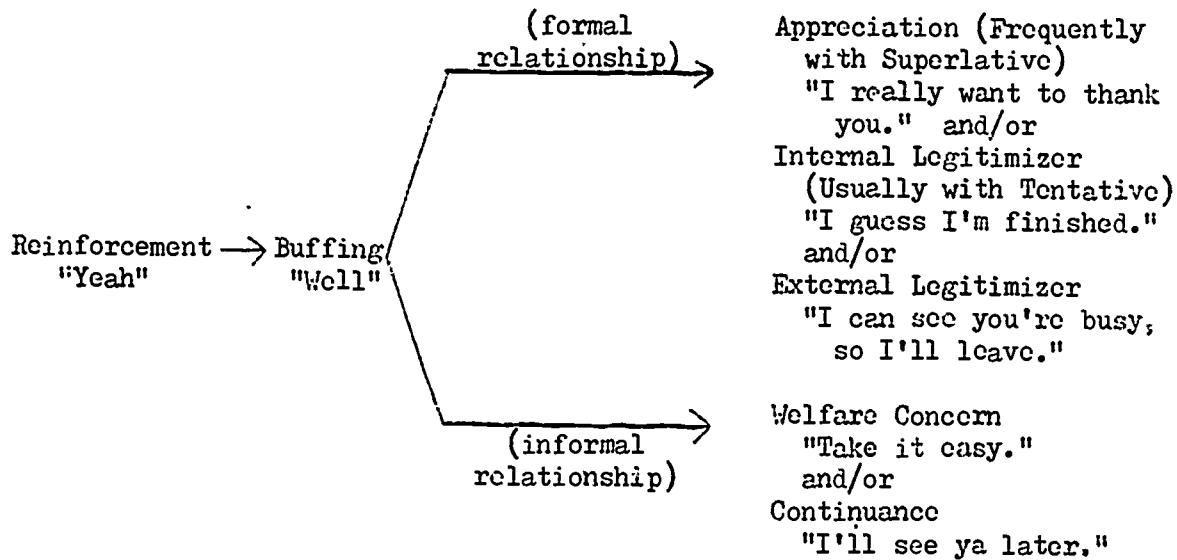 (formal
relationship)
Appreciation (Frequently
with Superlative)
"I really want to thank
you." and/or
Internal Legitimizer
(Usually with Tentative)
"I guess I'm finished."
and/or
External Legitimizer
"I can see you're busy,
so I'll leave."
Reinforcement → Buffing
"Yeah" "Well"
(informal
relationship)
Welfare Concern
"Take it easy."
and/or
Continuance
"I'll see ya later."